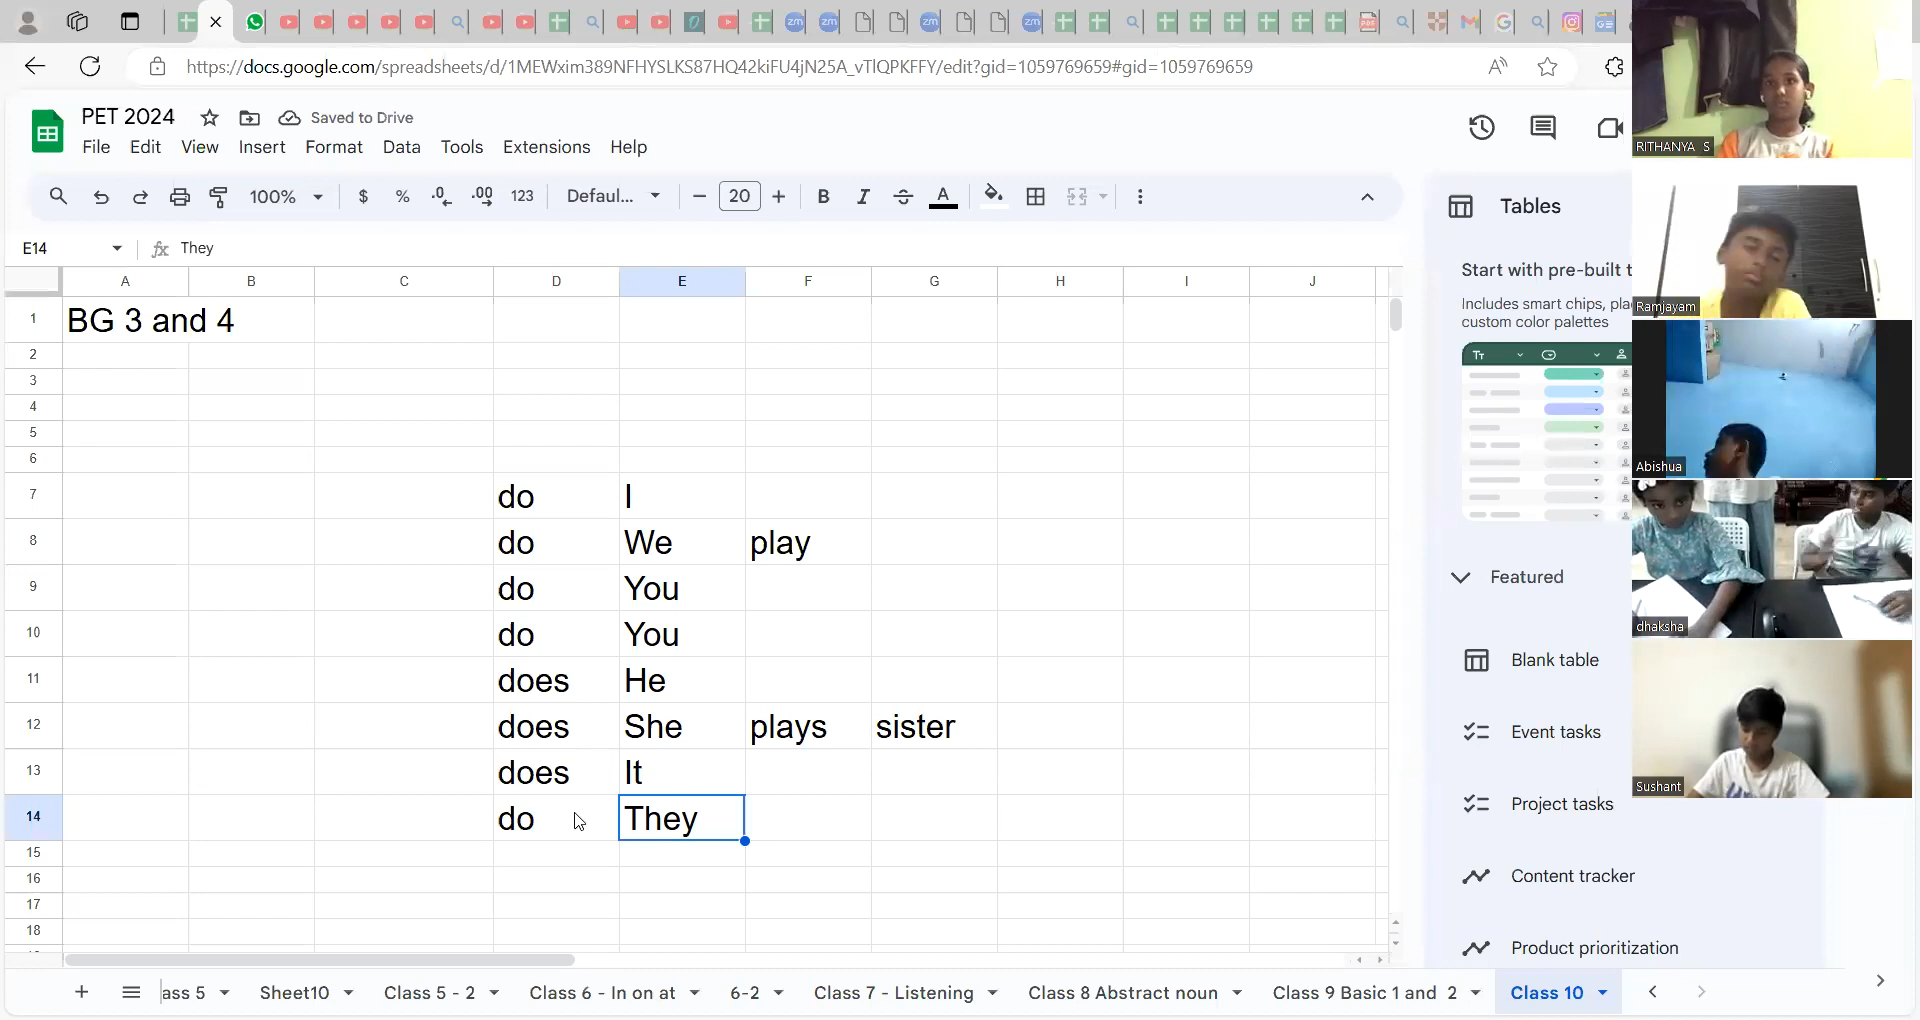 https://docs.google.com/spreadsheets/d/1MEWxim389NFHYSLKS87HQ42kiFU4jN25A_vTlQPKFFY/edit?gid=1059769659#gid=1059769659
PET 2024
Saved to Drive
File Edit View Insert Format Data Tools Extensions Help
100% $ % .0 .00 123 Defaul... 20 B I A
Tables
E14 They
Start with pre-built t
Includes smart chips, pla
custom color palettes
A B C D E F G H I J
1 BG 3 and 4
2
3
4
5
6
7 do I
8 do We play
9 do You
10 do You
11 does He
12 does She plays sister
13 does It
14 do They
15
16
17
18
Featured
Blank table
Event tasks
Project tasks
Content tracker
Product prioritization
RITHANYA S
Ramjayam
Abishua
dhaksha
Sushant
ass 5 Sheet10 Class 5 - 2 Class 6 - In on at 6-2 Class 7 - Listening Class 8 Abstract noun Class 9 Basic 1 and 2 Class 10